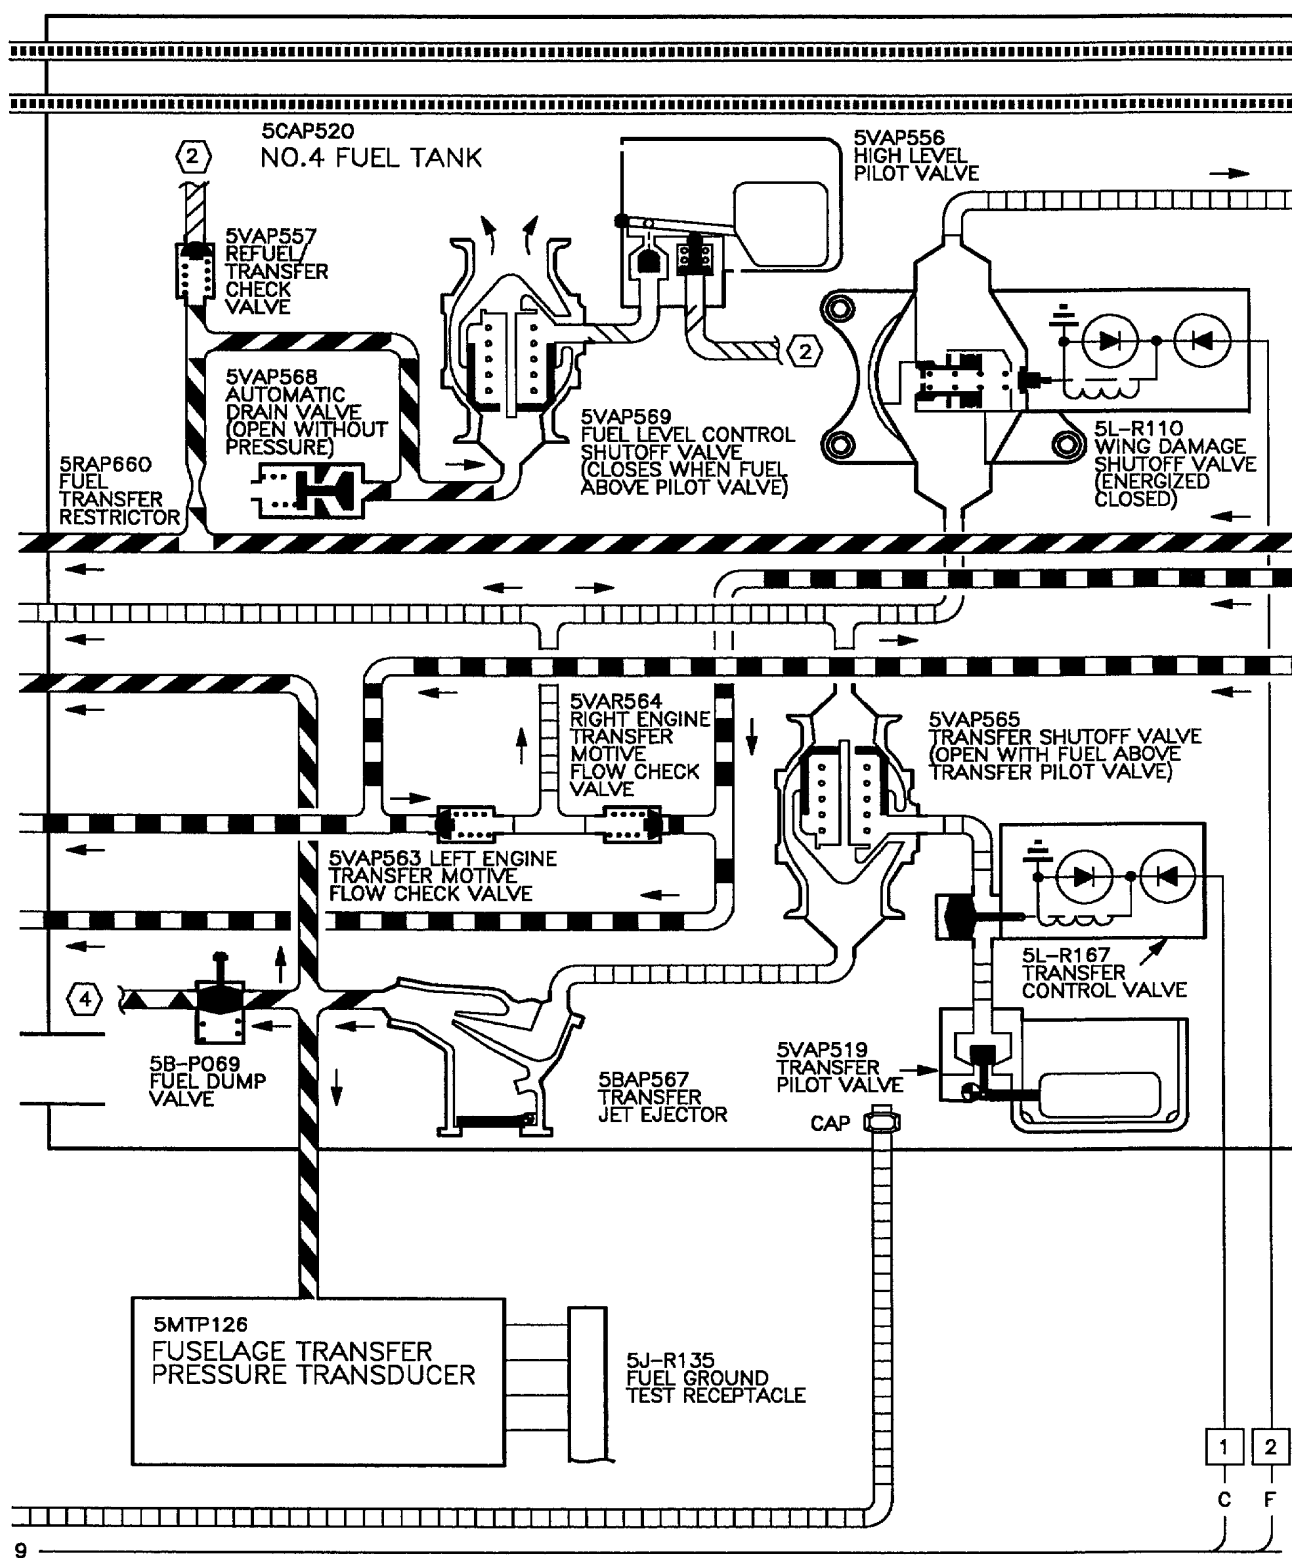 5CAP520
NO.4 FUEL TANK
2
5VAP556
HIGH LEVEL
PILOT VALVE
5VAP557
REFUEL/
TRANSFER
CHECK
VALVE
2
5VAP568
AUTOMATIC
DRAIN VALVE
(OPEN WITHOUT
PRESSURE)
5VAP569
FUEL LEVEL CONTROL
SHUTOFF VALVE
(CLOSES WHEN FUEL
ABOVE PILOT VALVE)
5L-R110
WING DAMAGE
SHUTOFF VALVE
(ENERGIZED
CLOSED)
5RAP660
FUEL
TRANSFER
RESTRICTOR
5VAR564
RIGHT ENGINE
TRANSFER
MOTIVE
FLOW CHECK
VALVE
5VAP565
TRANSFER SHUTOFF VALVE
(OPEN WITH FUEL ABOVE
TRANSFER PILOT VALVE)
5VAP563 LEFT ENGINE
TRANSFER MOTIVE
FLOW CHECK VALVE
5L-R167
TRANSFER
CONTROL VALVE
4
5B-P069
FUEL DUMP
VALVE
5BAP567
TRANSFER
JET EJECTOR
5VAP519
TRANSFER
PILOT VALVE
CAP
5MTP126
FUSELAGE TRANSFER
PRESSURE TRANSDUCER
5J-R135
FUEL GROUND
TEST RECEPTACLE
1 2
C F
9